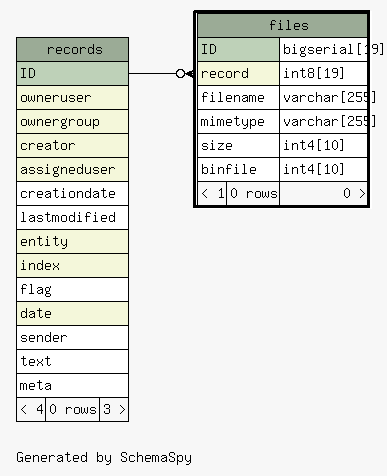 records
ID
owneruser
ownergroup
creator
assigneduser
creationdate
lastmodified
entity
index
flag
date
sender
text
meta
< 4 0 rows 3 >
files
ID bigserial[19]
record int8[19]
filename varchar[255]
mimetype varchar[255]
size int4[10]
binfile int4[10]
< 1 0 rows 0 >
Generated by SchemaSpy